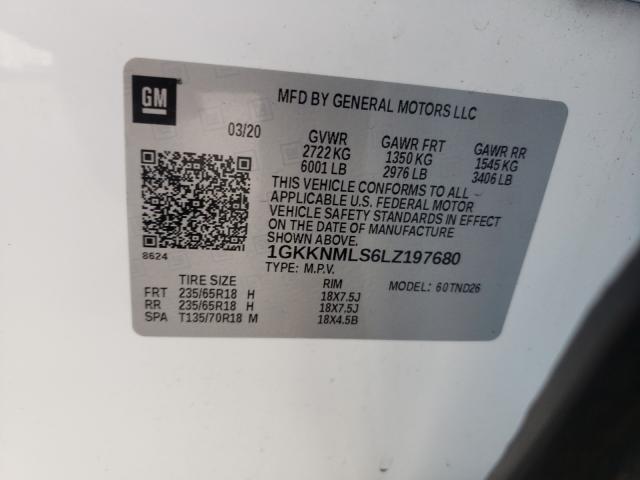 GM
MFD BY GENERAL MOTORS LLC
03/20 GVWR GAWR FRT GAWR RR
2722 KG 1350 KG 1545 KG
6001 LB 2976 LB 3406 LB
THIS VEHICLE CONFORMS TO ALL
APPLICABLE U.S. FEDERAL MOTOR
VEHICLE SAFETY STANDARDS IN EFFECT
ON THE DATE OF MANUFACTURE
SHOWN ABOVE.
8624
1GKKNMLS6LZ197680
TYPE: M.P.V. MODEL: 60TND26
TIRE SIZE RIM
FRT 235/65R18 H 18X7.5J
RR 235/65R18 H 18X7.5J
SPA T135/70R18 M 18X4.5B